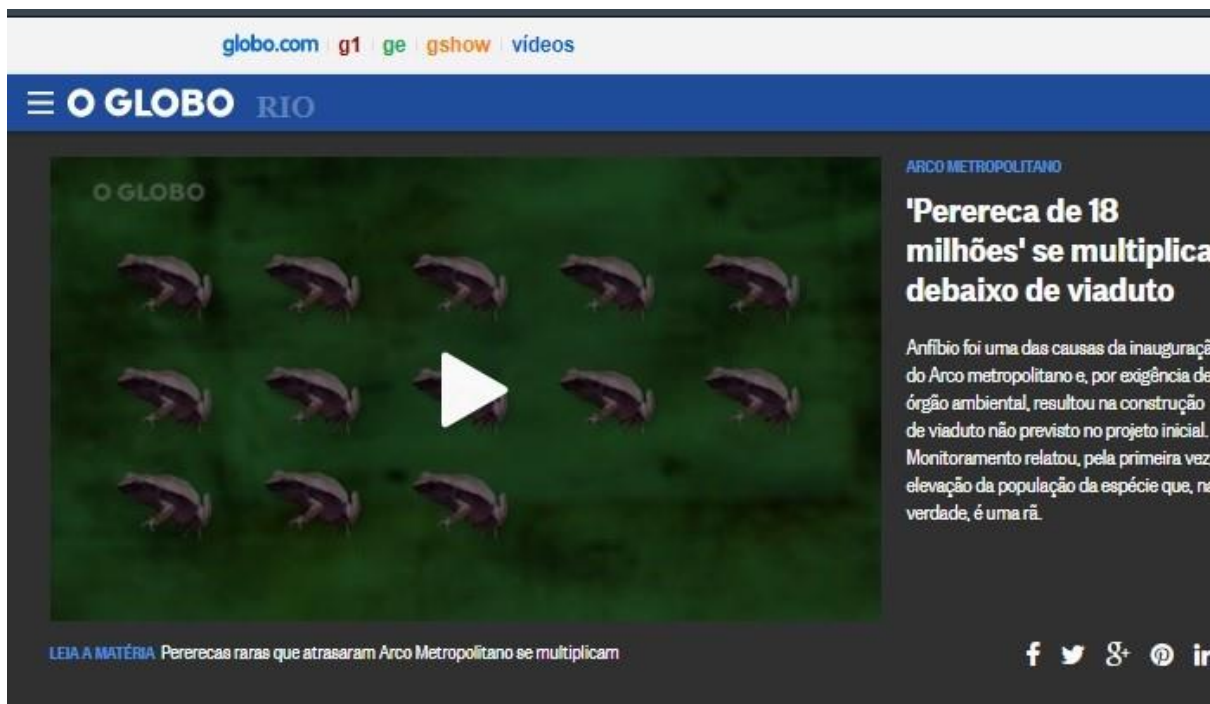 globo.com g1 ge gshow vídeos
O GLOBO RIO
O GLOBO
ARCO METROPOLITANO
'Perereca de 18
milhões' se multiplica
debaixo de viaduto
Anfíbio foi uma das causas da
do Arco metropolitano e, por exigência de
órgão ambiental, resultou na construção
de viaduto não previsto no projeto inicial.
Monitoramento relatou, pela primeira vez
elevação da população da espécie que, na
verdade, é uma rã.
LEIA A MATÉRIA Pererecas raras que atrasaram Arco Metropolitano se multiplicam
f 8+ in